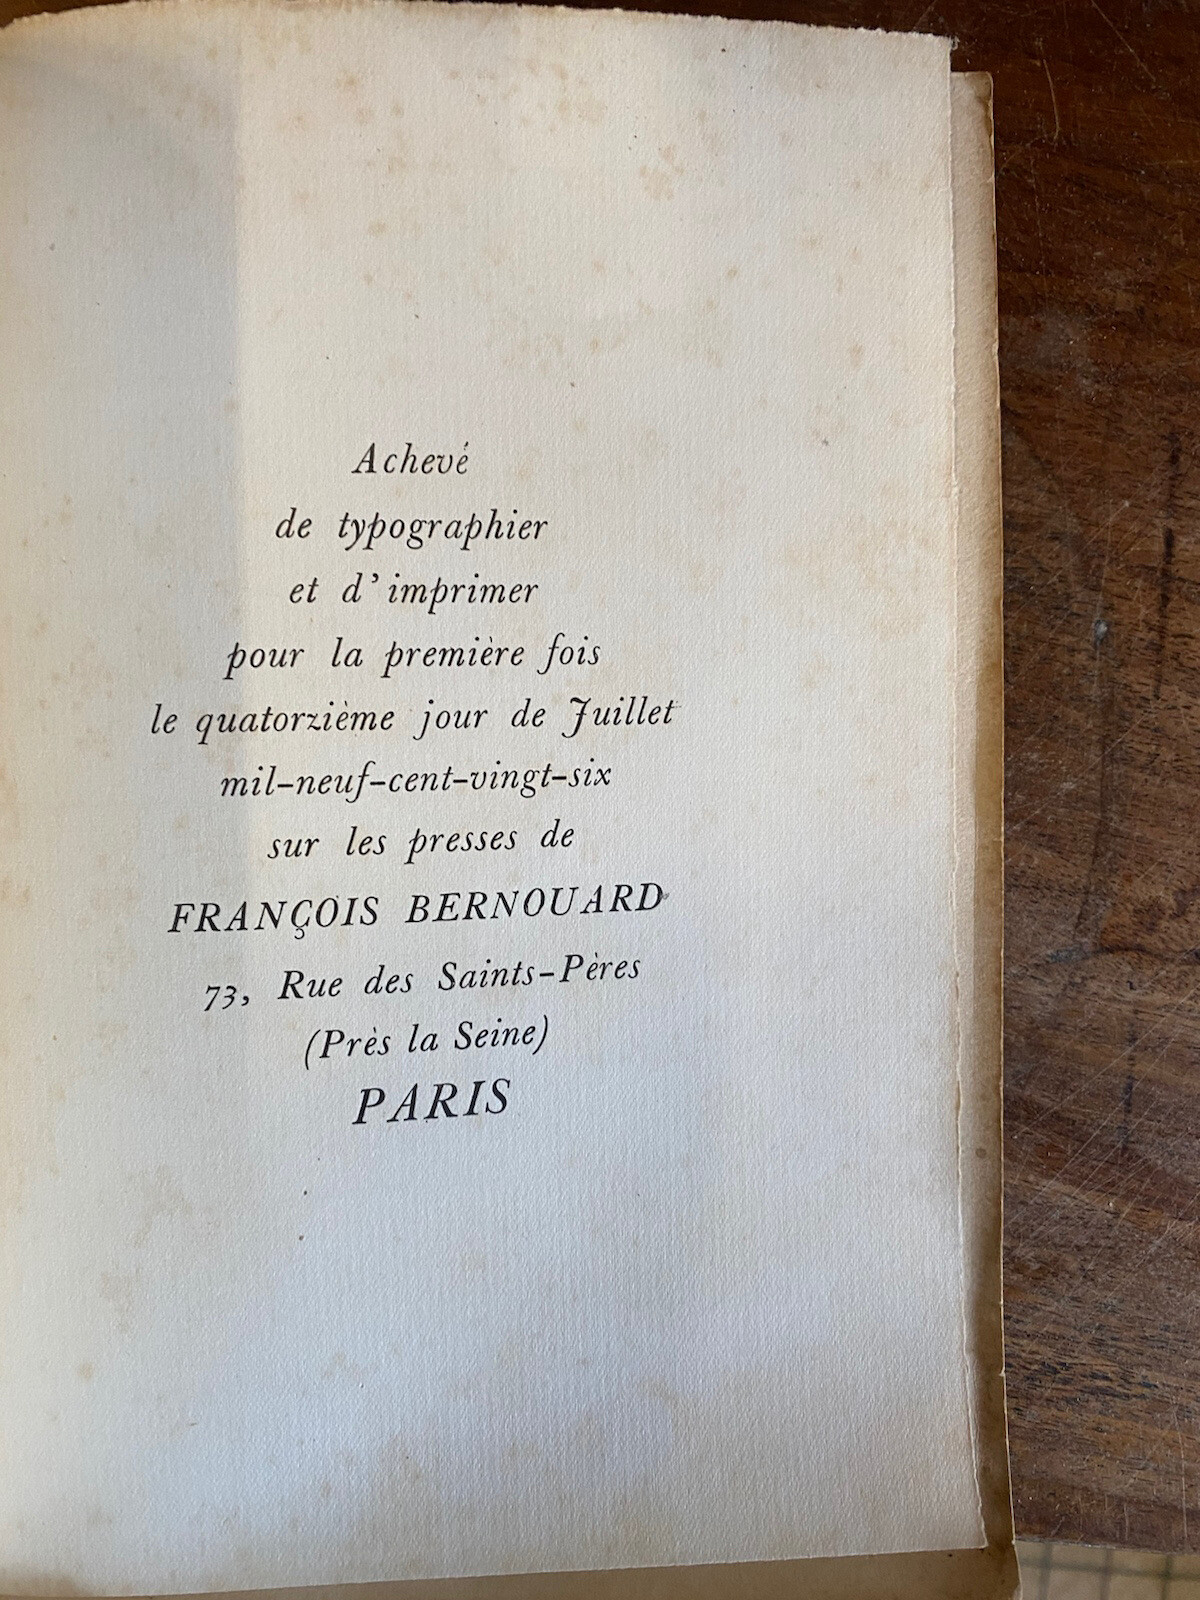 Achevé
de typographier
et d'imprimer
pour la première fois
le quatorzième jour de Juillet
mil-neuf-cent-vingt-six
sur les presses de
FRANÇOIS BERNOUARD
73, Rue des Saints-Pères
(Près la Seine)
PARIS